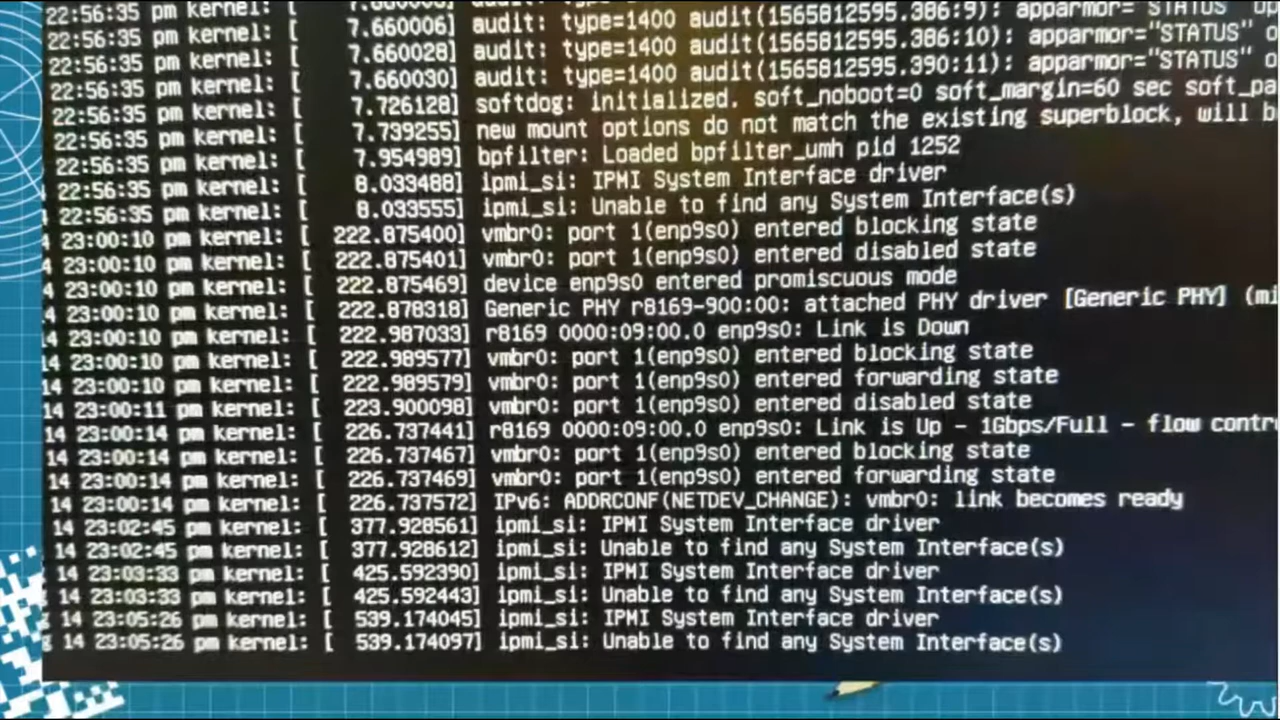 22:56:35 pm kernel: [
22:56:35 pm kernel: [ 7.660006] audit: type=1400 audit(1565812595.386:9): apparmor="STATUS" op
22:56:35 pm kernel: [ 7.660028] audit: type=1400 audit(1565812595.386:10): apparmor="STATUS" o
22:56:35 pm kernel: [ 7.660030] audit: type=1400 audit(1565812595.390:11): apparmor="STATUS" o
22:56:35 pm kernel: [ 7.726128] softdog: initialized. soft_noboot=0 soft_margin=60 sec soft_pa
22:56:35 pm kernel: [ 7.739255] new mount options do not match the existing superblock, will b
22:56:35 pm kernel: [ 7.954989] bpfilter: Loaded bpfilter_umh pid 1252
22:56:35 pm kernel: [ 8.033488] ipmi_si: IPMI System Interface driver
22:56:35 pm kernel: [ 8.033555] ipmi_si: Unable to find any System Interface(s)
4 23:00:10 pm kernel: [ 222.875400] vmbr0: port 1(enp9s0) entered blocking state
4 23:00:10 pm kernel: [ 222.875401] vmbr0: port 1(enp9s0) entered disabled state
4 23:00:10 pm kernel: [ 222.875469] device enp9s0 entered promiscuous mode
4 23:00:10 pm kernel: [ 222.878318] Generic PHY r8169-900:00: attached PHY driver [Generic PHY] (mi
14 23:00:10 pm kernel: [ 222.987033] r8169 0000:09:00.0 enp9s0: Link is Down
14 23:00:10 pm kernel: [ 222.989577] vmbr0: port 1(enp9s0) entered blocking state
14 23:00:10 pm kernel: [ 222.989579] vmbr0: port 1(enp9s0) entered forwarding state
14 23:00:11 pm kernel: [ 223.900098] vmbr0: port 1(enp9s0) entered disabled state
14 23:00:14 pm kernel: [ 226.737441] r8169 0000:09:00.0 enp9s0: Link is Up - 1Gbps/Full - flow contr
14 23:00:14 pm kernel: [ 226.737467] vmbr0: port 1(enp9s0) entered blocking state
14 23:00:14 pm kernel: [ 226.737469] vmbr0: port 1(enp9s0) entered forwarding state
14 23:00:14 pm kernel: [ 226.737572] IPv6: ADDRCONF(NETDEV_CHANGE): vmbr0: link becomes ready
14 23:02:45 pm kernel: [ 377.928561] ipmi_si: IPMI System Interface driver
14 23:02:45 pm kernel: [ 377.928612] ipmi_si: Unable to find any System Interface(s)
14 23:03:33 pm kernel: [ 425.592390] ipmi_si: IPMI System Interface driver
14 23:03:33 pm kernel: [ 425.592443] ipmi_si: Unable to find any System Interface(s)
14 23:05:26 pm kernel: [ 539.174045] ipmi_si: IPMI System Interface driver
g 14 23:05:26 pm kernel: [ 539.174097] ipmi_si: Unable to find any System Interface(s)